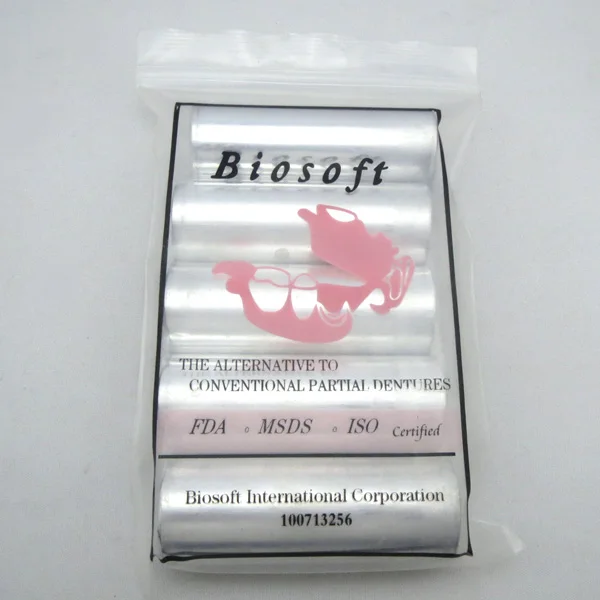 Biosoft
THE ALTERNATIVE TO
CONVENTIONAL PARTIAL DENTURES
FDA o MSDS o ISO Certified
Biosoft International Corporation
100713256